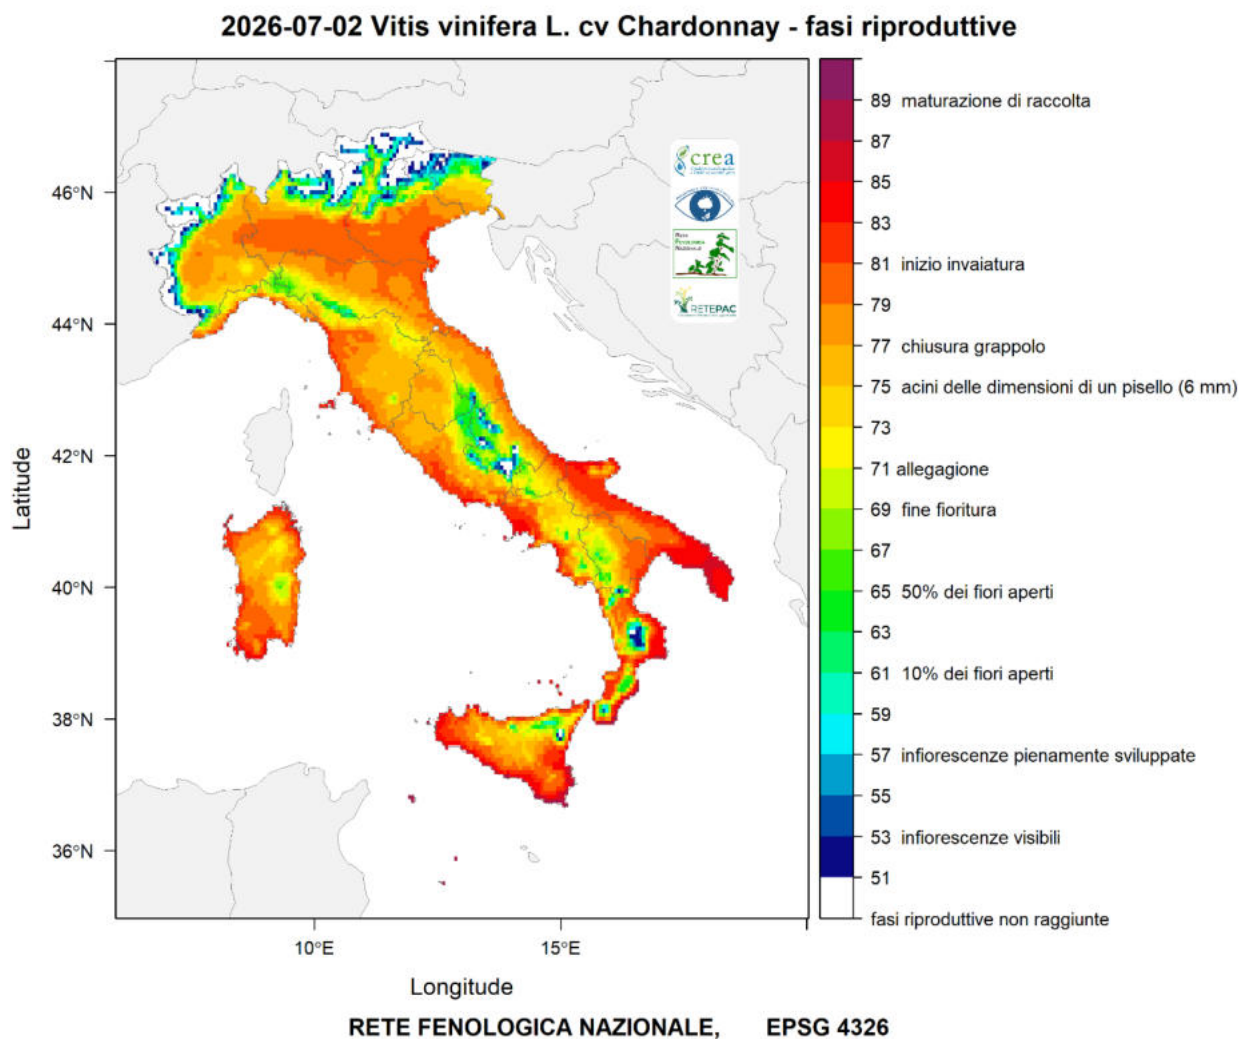 2026-07-02 Vitis vinifera L. cv Chardonnay - fasi riproduttive
46°N
44°N
42°N
40°N
38°N
36°N
Latitude
10°E
15°E
Longitude
crea
RETE
FENOLOGICA
NAZIONALE
RETEPAC
89 maturazione di raccolta
87
85
83
81 inizio invaiatura
79
77 chiusura grappolo
75 acini delle dimensioni di un pisello (6 mm)
73
71 allegagione
69 fine fioritura
67
65 50% dei fiori aperti
63
61 10% dei fiori aperti
59
57 infiorescenze pienamente sviluppate
55
53 infiorescenze visibili
51
fasi riproduttive non raggiunte
RETE FENOLOGICA NAZIONALE, EPSG 4326